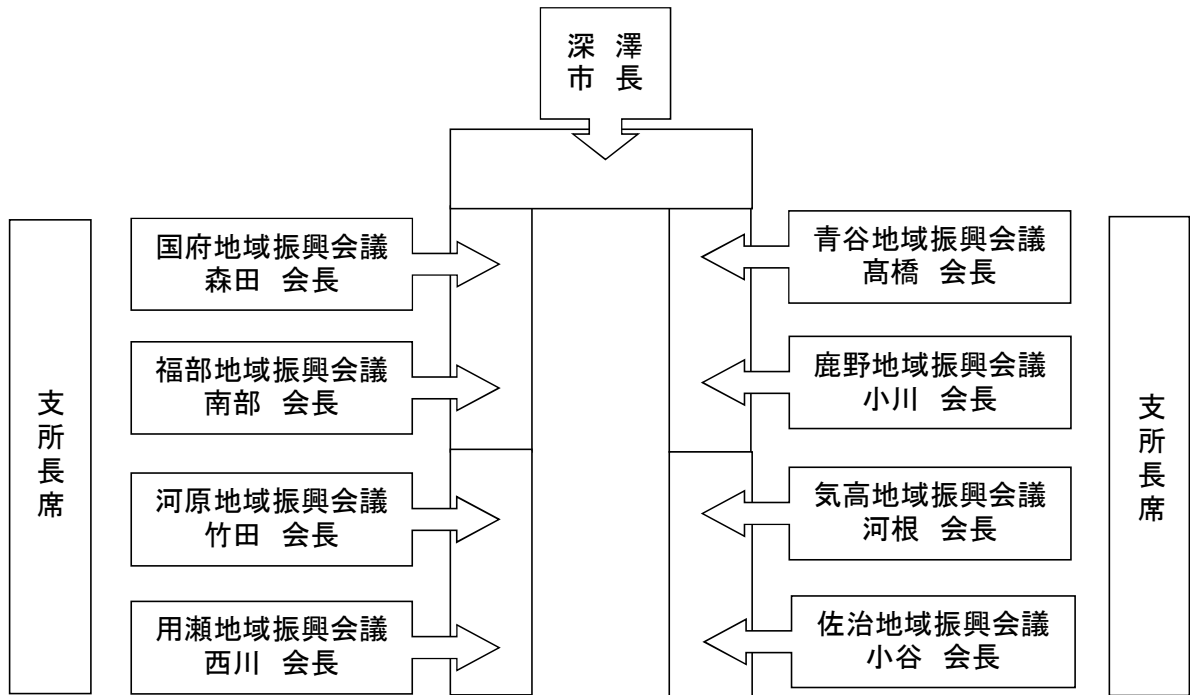 深 澤
市 長
国府地域振興会議
森田 会長
福部地域振興会議
南部 会長
河原地域振興会議
竹田 会長
用瀬地域振興会議
西川 会長
青谷地域振興会議
髙橋 会長
鹿野地域振興会議
小川 会長
気高地域振興会議
河根 会長
佐治地域振興会議
小谷 会長
支所長席
支所長席